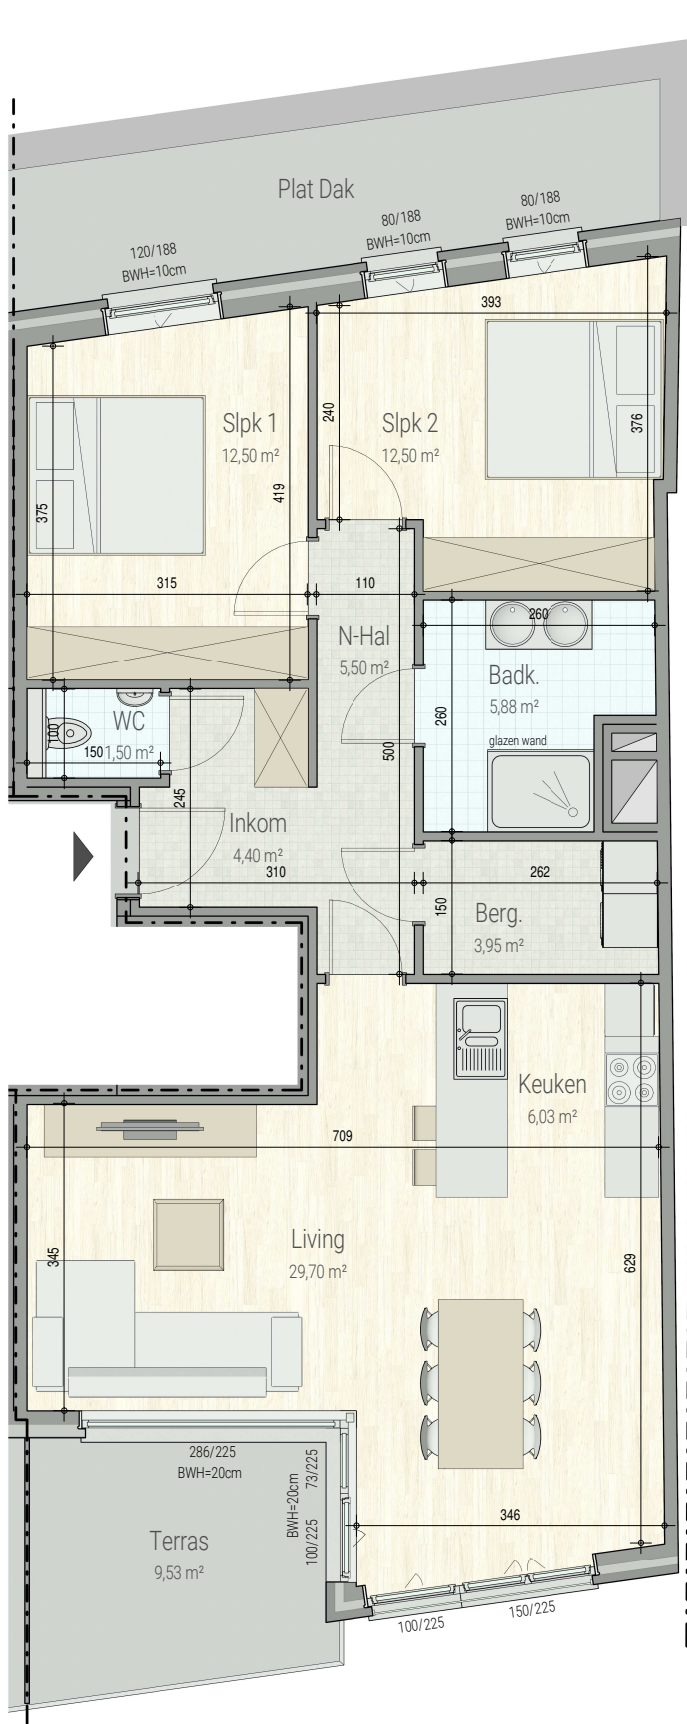 Plat Dak
80/188
BWH=10cm
80/188
BWH=10cm
120/188
BWH=10cm
393
240
376
Slpk 1
12,50 m²
Slpk 2
12,50 m²
419
375
315
110
260
N-Hal
5,50 m²
Badk.
5,88 m²
260
glazen wand
WC
1,50 m²
100
150
500
245
Inkom
4,40 m²
310
262
150
Berg.
3,95 m²
Keuken
6,03 m²
709
Living
29,70 m²
345
629
286/225
BWH=20cm
73/225
BWH=20cm
100/225
346
Terras
9,53 m²
100/225
150/225